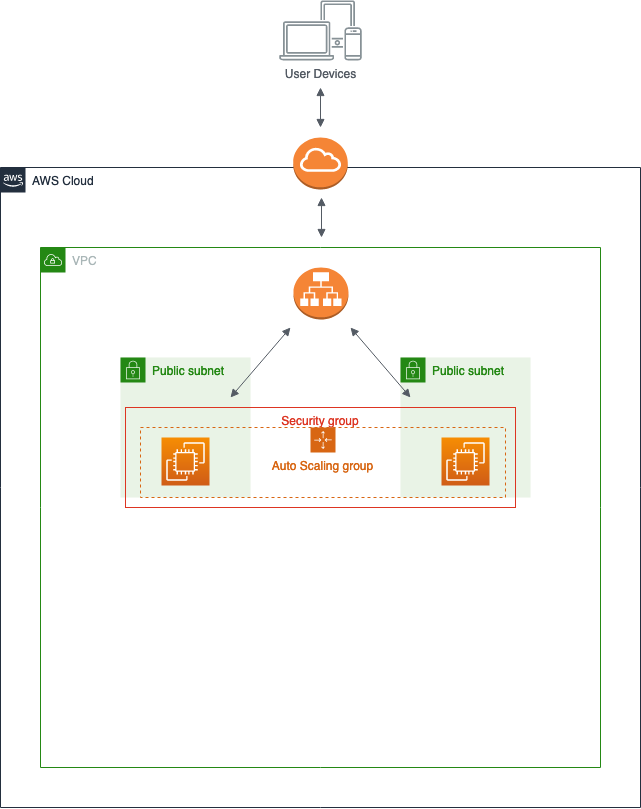 User Devices
aws
AWS Cloud
VPC
Public subnet
Public subnet
Security group
Auto Scaling group